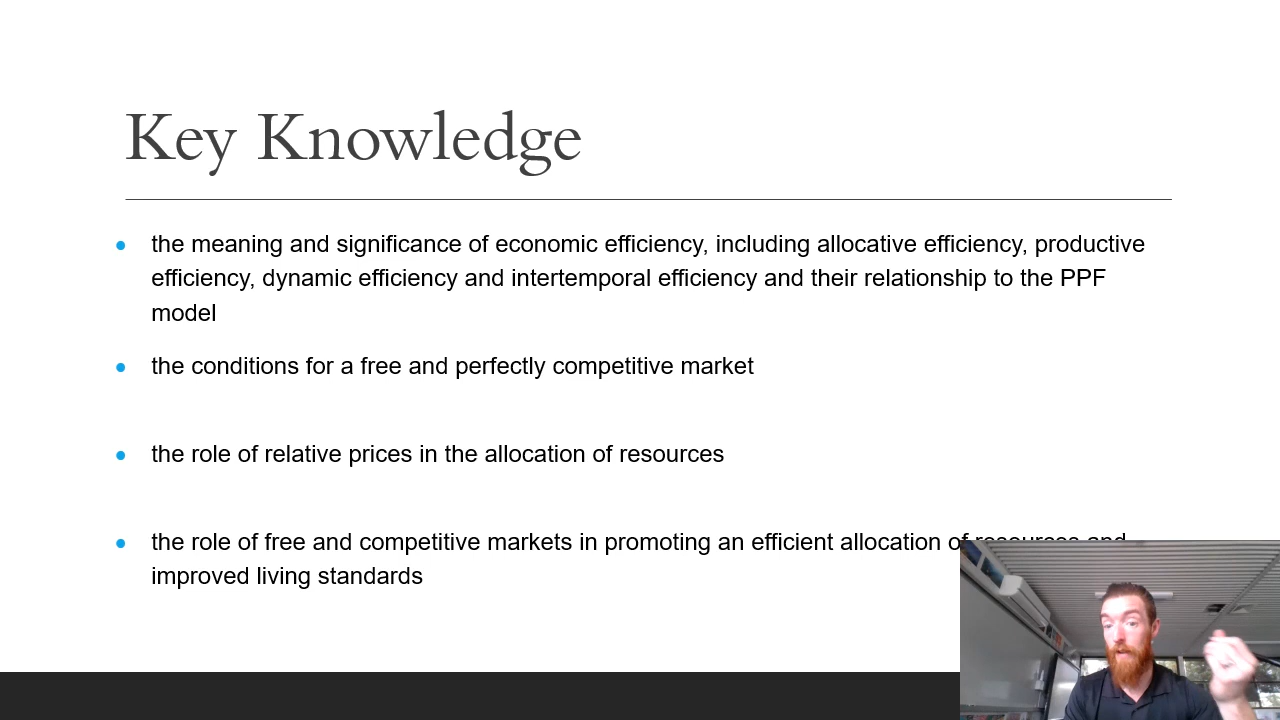 Key Knowledge
the meaning and significance of economic efficiency, including allocative efficiency, productive
efficiency, dynamic efficiency and intertemporal efficiency and their relationship to the PPF
model
the conditions for a free and perfectly competitive market
the role of relative prices in the allocation of resources
the role of free and competitive markets in promoting an efficient allocation of resources and
improved living standards